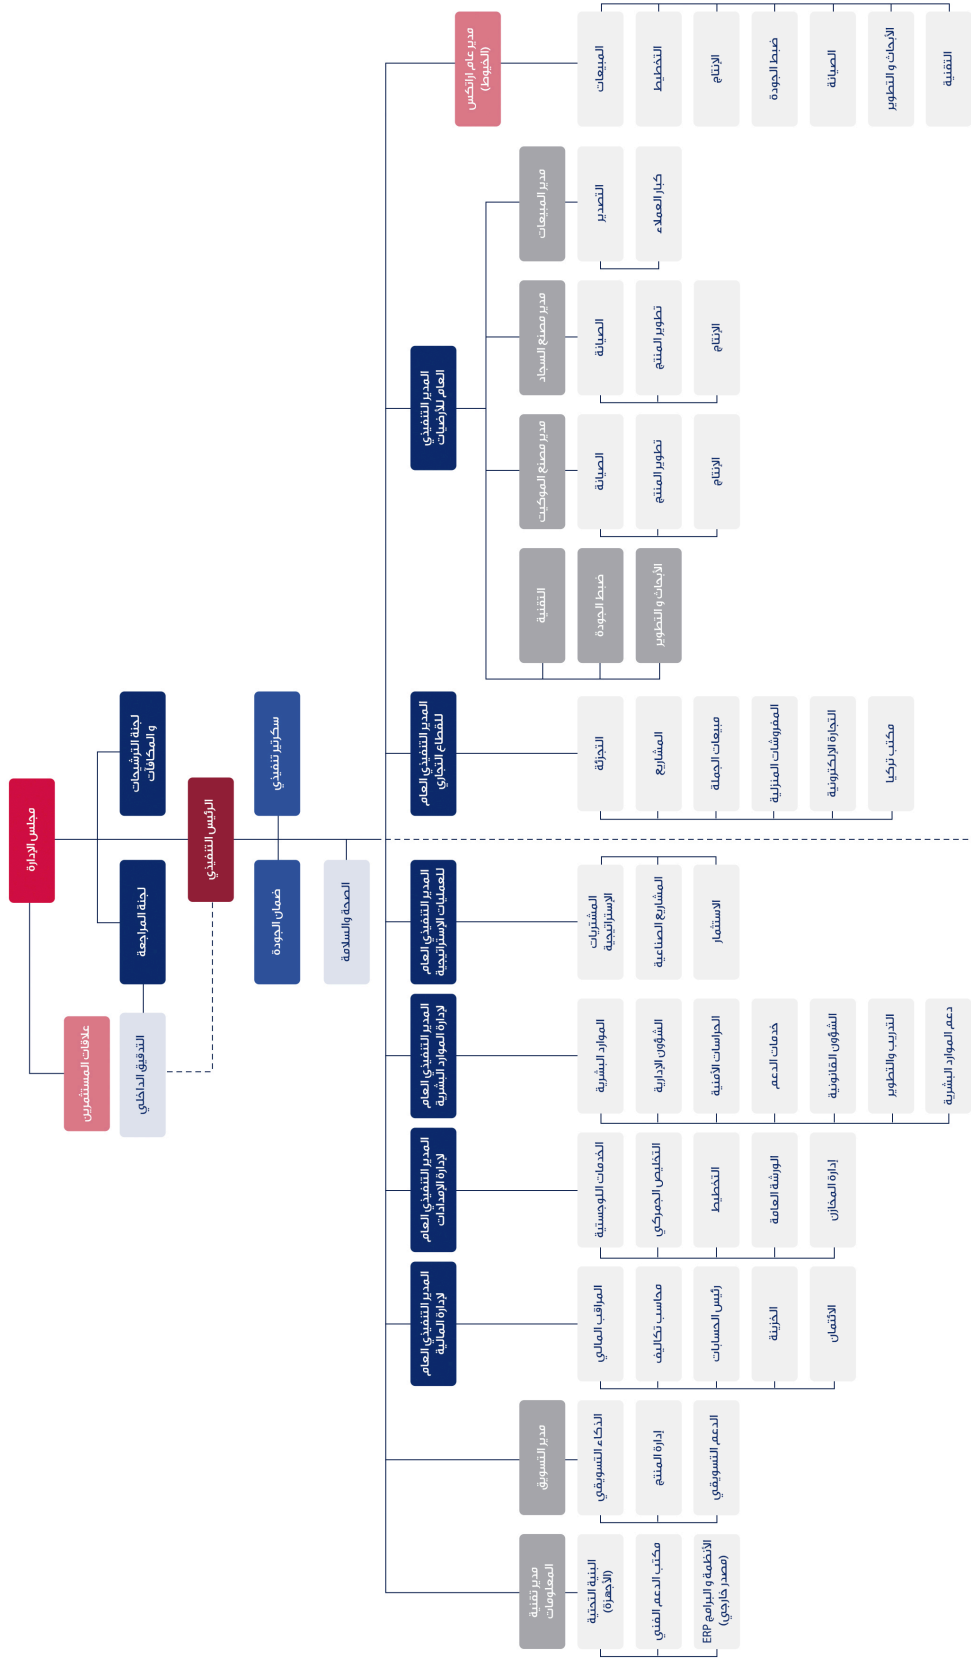 مجلس الإدارة
علاقات المستثمرين
لجنة الترشيحات
و المكافآت
لجنة المراجعة
التدقيق الداخلي
الرئيس التنفيذي
سكرتير تنفيذي
ضمان الجودة
الصحة والسلامة
مدير عام اراتكس
(الخيوط)
المبيعات
التخطيط
الإنتاج
ضبط الجودة
الصيانة
الأبحاث و التطوير
التقنية
المدير التنفيذي
العام للأرضيات
مدير المبيعات
التصدير
كبار العملاء
مدير مصنع السجاد
الصيانة
تطوير المنتج
الإنتاج
مدير مصنع الموكيت
الصيانة
تطوير المنتج
الإنتاج
التقنية
ضبط الجودة
الأبحاث و التطوير
المدير التنفيذي العام
للقطاع التجاري
التجزئة
المشاريع
مبيعات الجملة
المفروشات المنزلية
التجارة الإلكترونية
مكتب تركيا
المدير التنفيذي العام
للعمليات الإستراتيجية
المشتريات
الإستراتيجية
المشاريع الصناعية
الاستثمار
المدير التنفيذي العام
لإدارة الموارد البشرية
الموارد البشرية
الشؤون الإدارية
الحراسات الأمنية
خدمات الدعم
الشؤون القانونية
التدريب والتطوير
دعم الموارد البشرية
المدير التنفيذي العام
لإدارة الإمدادات
الخدمات اللوجستية
التخليص الجمركي
التخطيط
الورشة العامة
إدارة المخازن
المدير التنفيذي العام
لإدارة المالية
المراقب المالي
محاسب تكاليف
رئيس الحسابات
الخزينة
الائتمان
مدير التسويق
الذكاء التسويقي
إدارة المنتج
الدعم التسويقي
مدير تقنية
المعلومات
البنية التحتية
(الأجهزة)
مكتب الدعم الفني
الأنظمة و البرامج ERP
(مصدر خارجي)